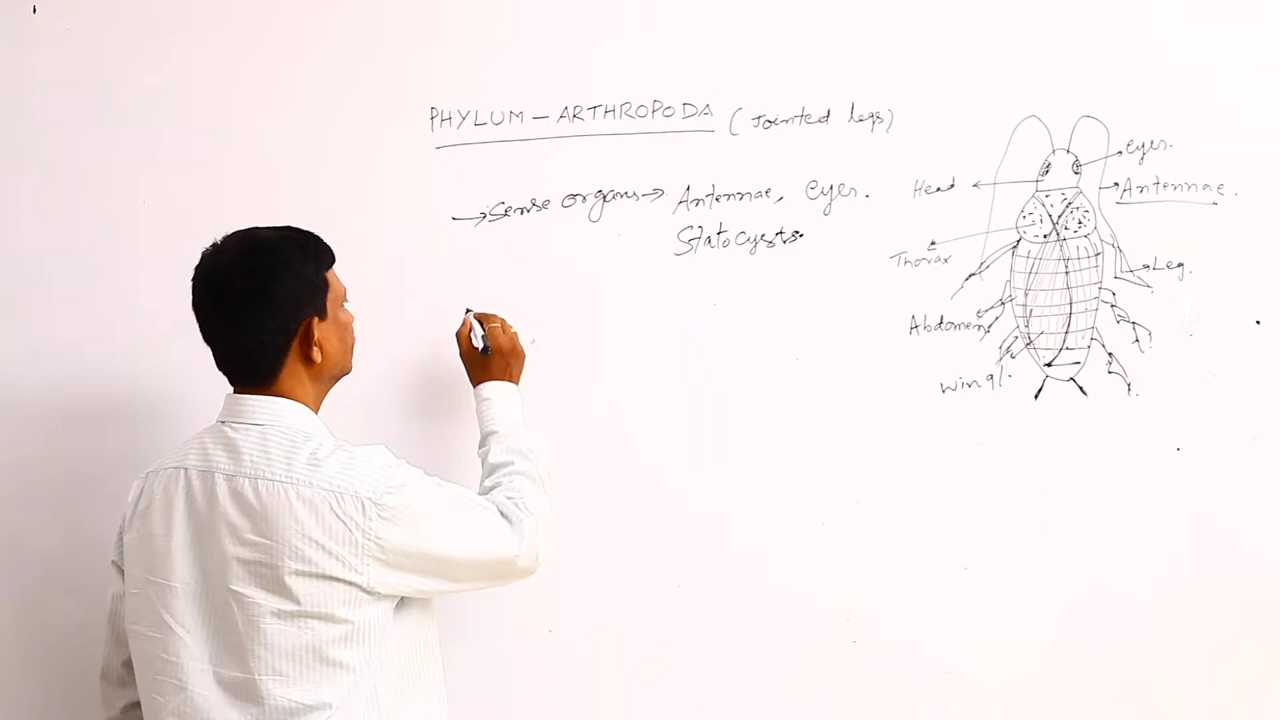 PHYLUM - ARTHROPODA (Jointed legs)
→ Sense organs → Antennae, eyes.
Statocysts.
eyes.
Head
Antennae.
Thorax
Leg.
Abdomen
wing